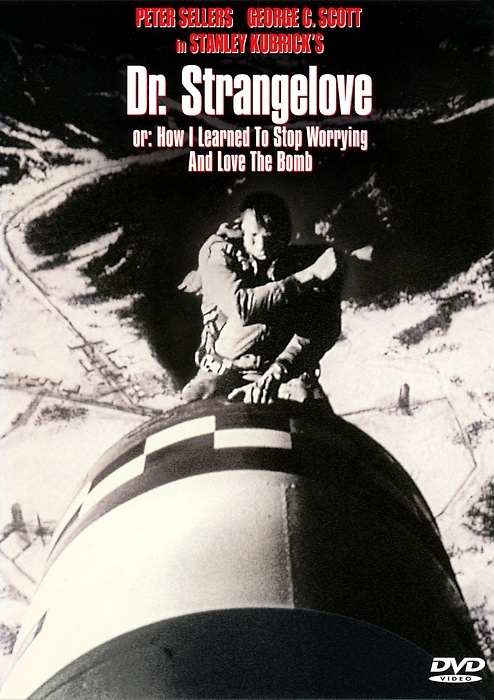 PETER SELLERS GEORGE C. SCOTT
in STANLEY KUBRICK'S
Dr. Strangelove
or: How I Learned To Stop Worrying
And Love The Bomb
DVD
VIDEO